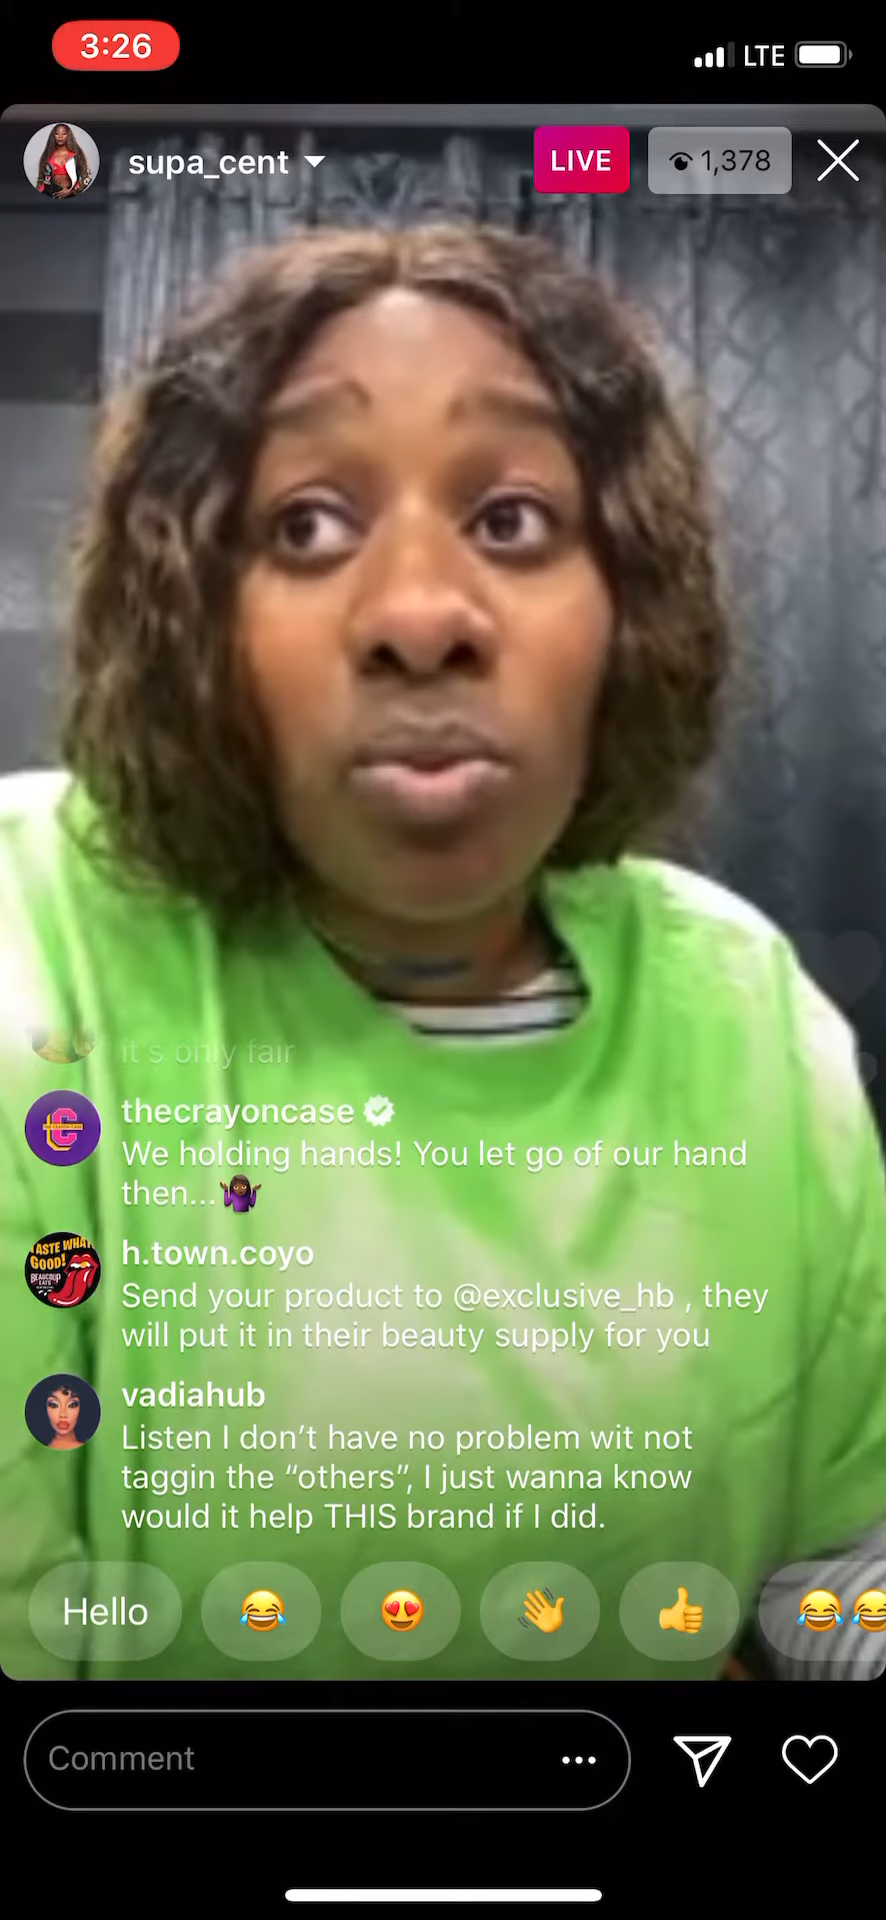 3:26
LTE
supa_cent
LIVE
1,378
it's only fair
thecrayoncase
We holding hands! You let go of our hand
then...🤷🏿‍♀️
h.town.coyo
Send your product to @exclusive_hb , they
will put it in their beauty supply for you
vadiahub
Listen I don’t have no problem wit not
taggin the “others”, I just wanna know
would it help THIS brand if I did.
Hello 😂 😍 👋 👍 😂😂
Comment